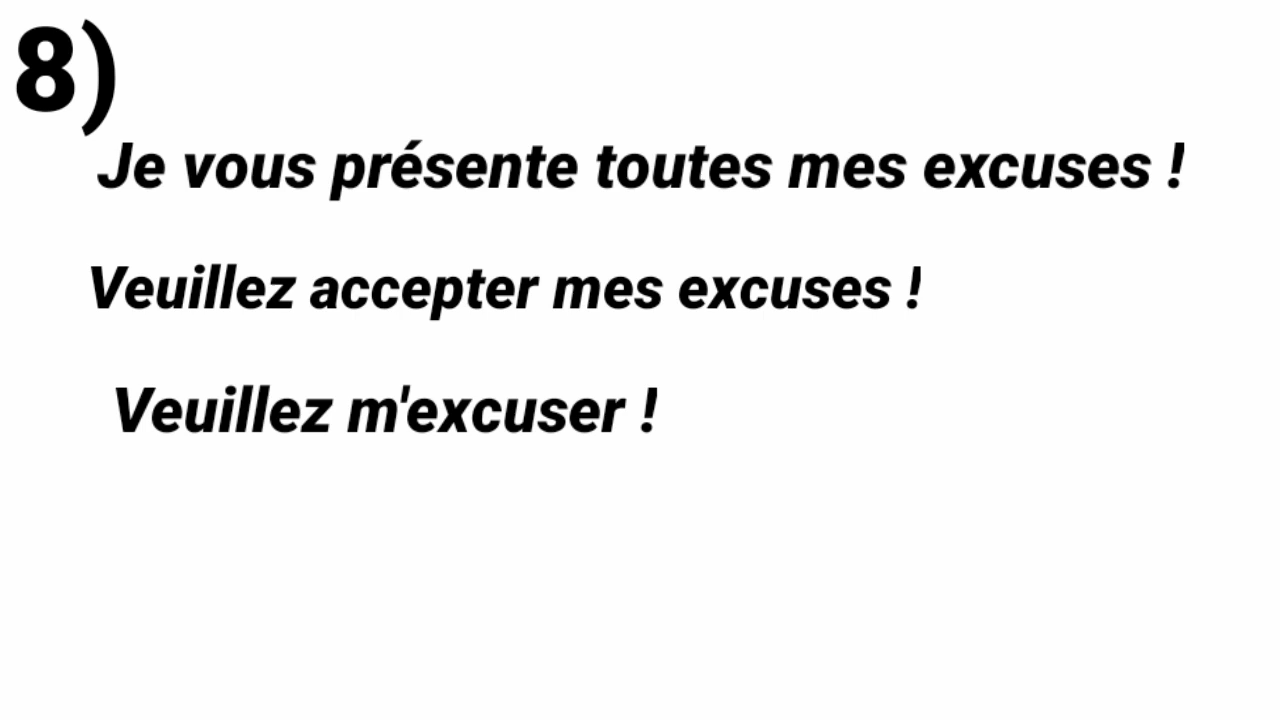 8)
Je vous présente toutes mes excuses !
Veuillez accepter mes excuses !
Veuillez m'excuser !